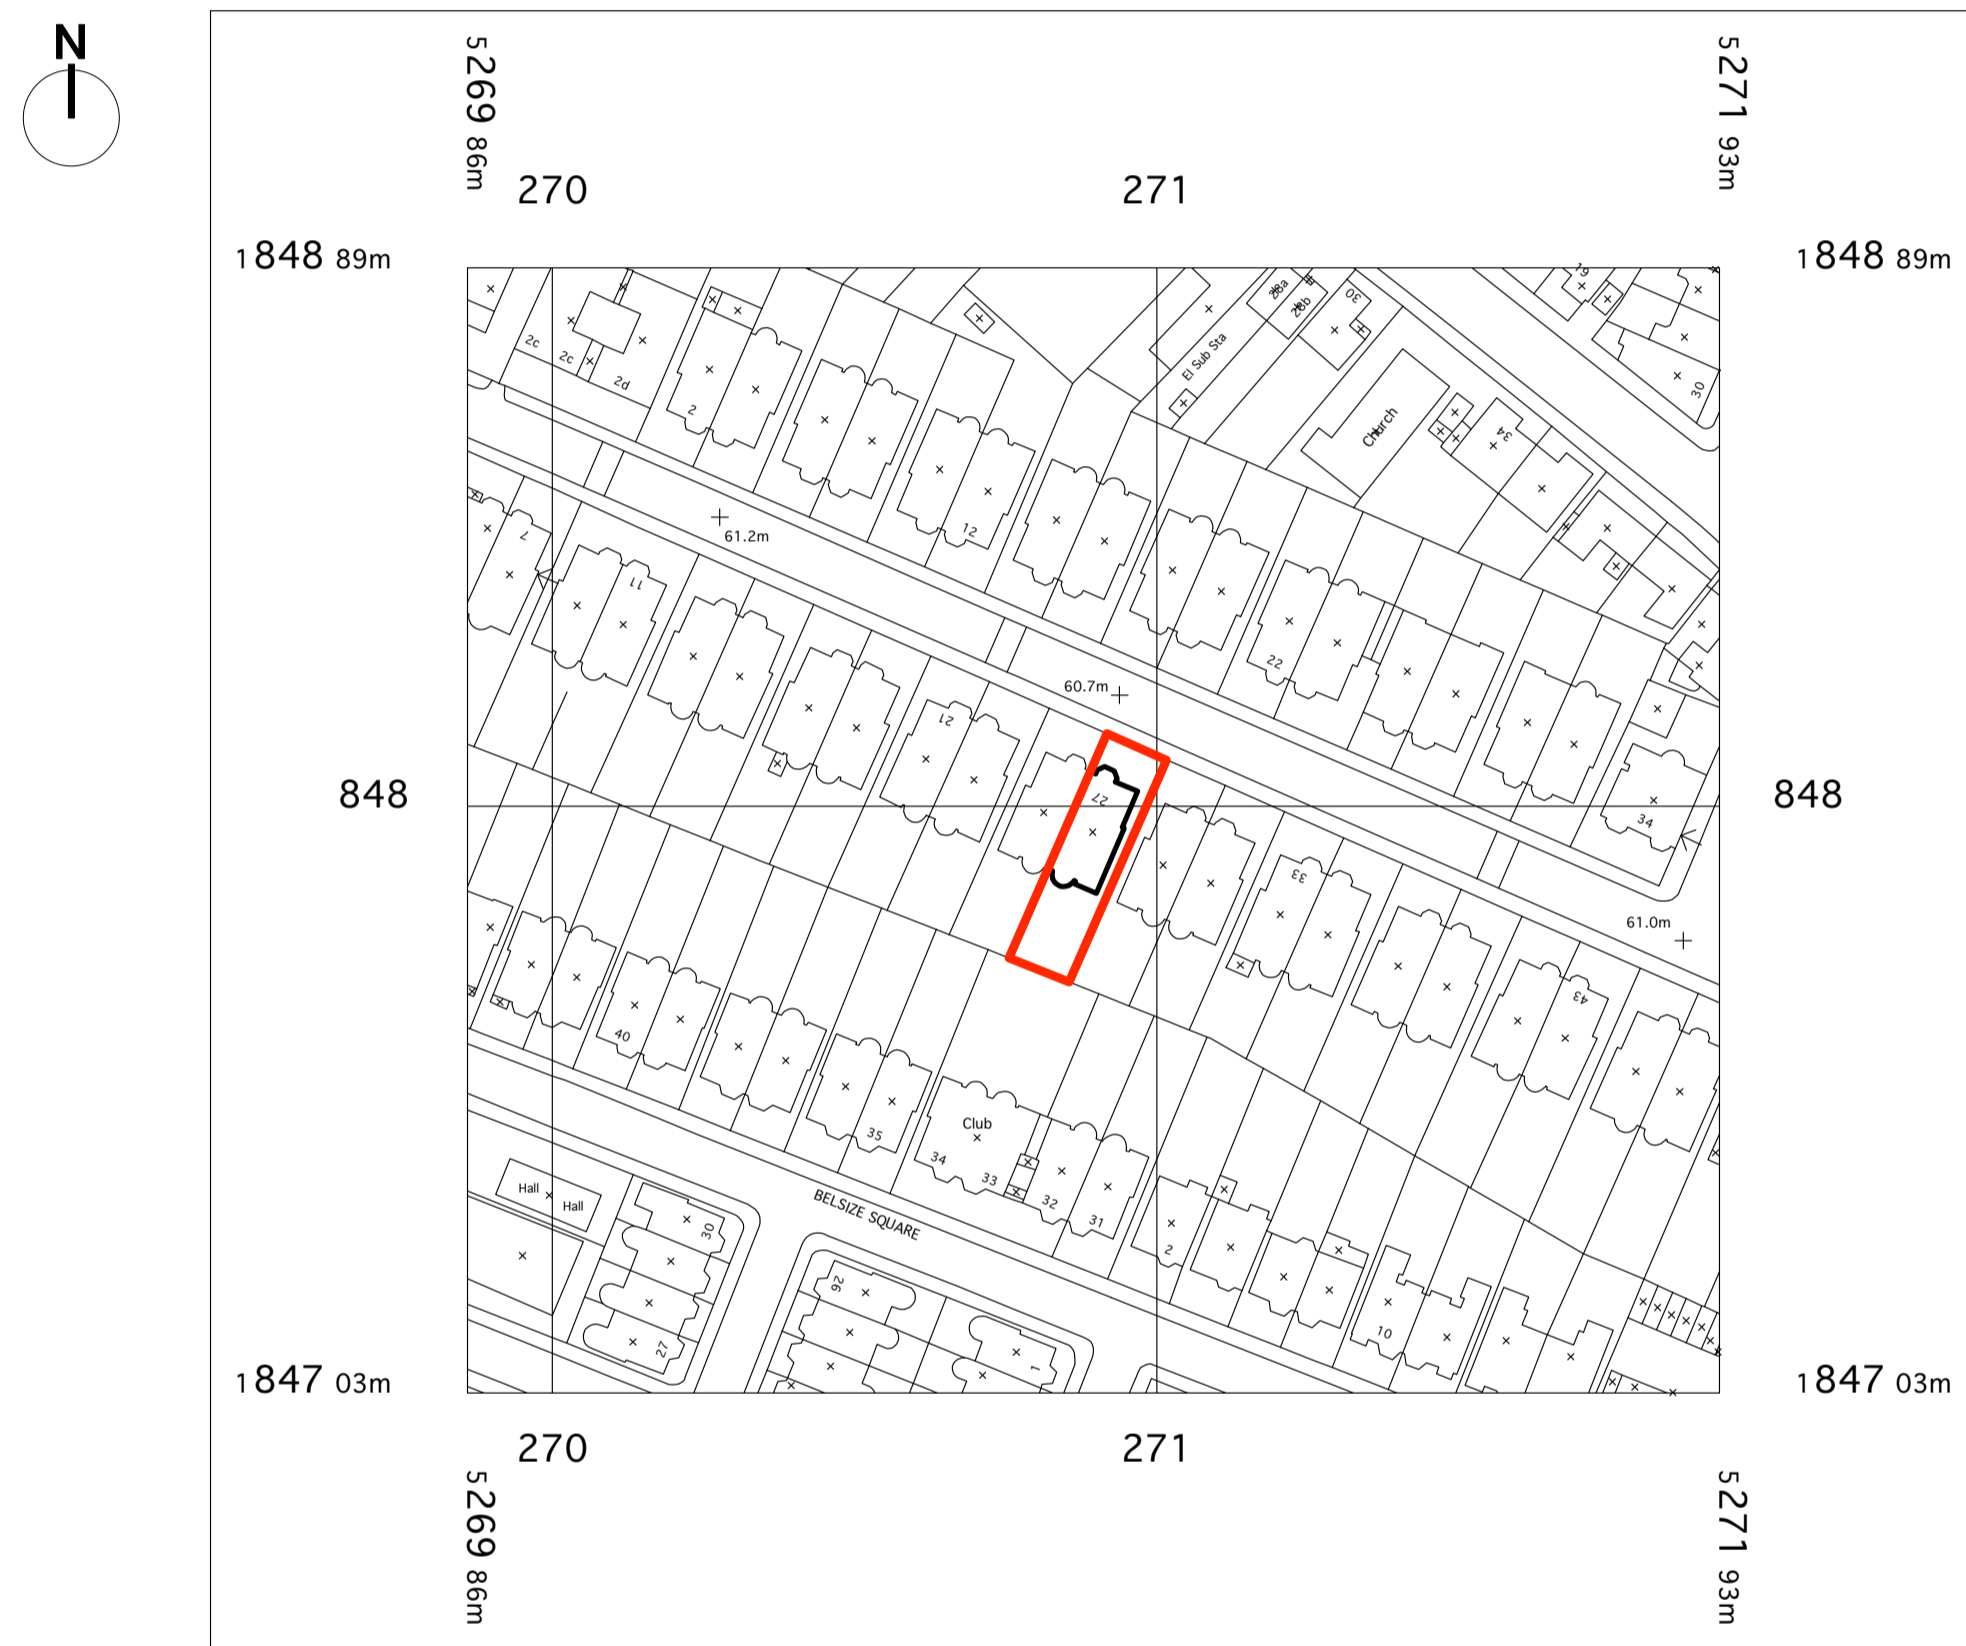 N
5269 86m
5271 93m
270
271
1848 89m
1848 89m
19
28a
28b
30
2c
2c
2d
El Sub Sta
30
2
Church
34
12
61.2m
7
11
22
60.7m
21
27
848
848
34
33
61.0m
43
40
35
Club
34
33
32
31
2
BELSIZE SQUARE
Hall
Hall
30
26
27
1
10
1847 03m
1847 03m
270
271
5269 86m
5271 93m